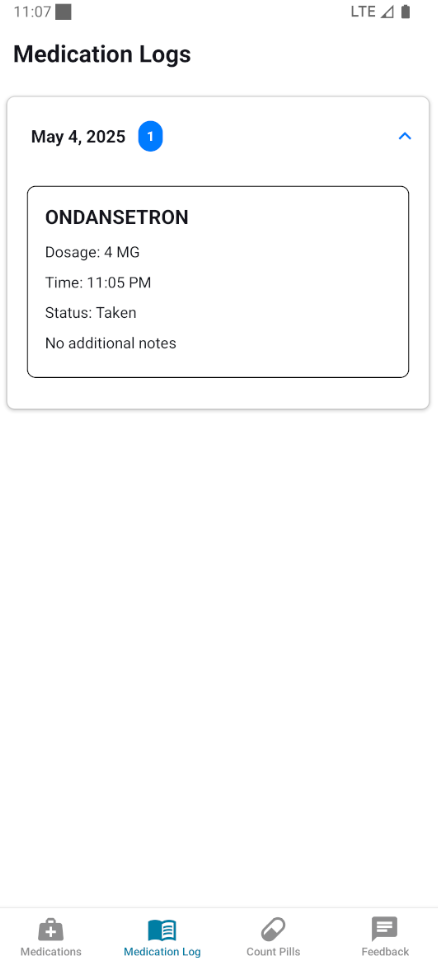 11:07 LTE
Medication Logs
May 4, 2025 1
ONDANSETRON
Dosage: 4 MG
Time: 11:05 PM
Status: Taken
No additional notes
Medications Medication Log Count Pills Feedback